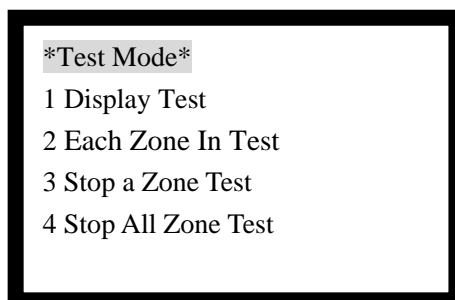 *Test Mode*
1 Display Test
2 Each Zone In Test
3 Stop a Zone Test
4 Stop All Zone Test